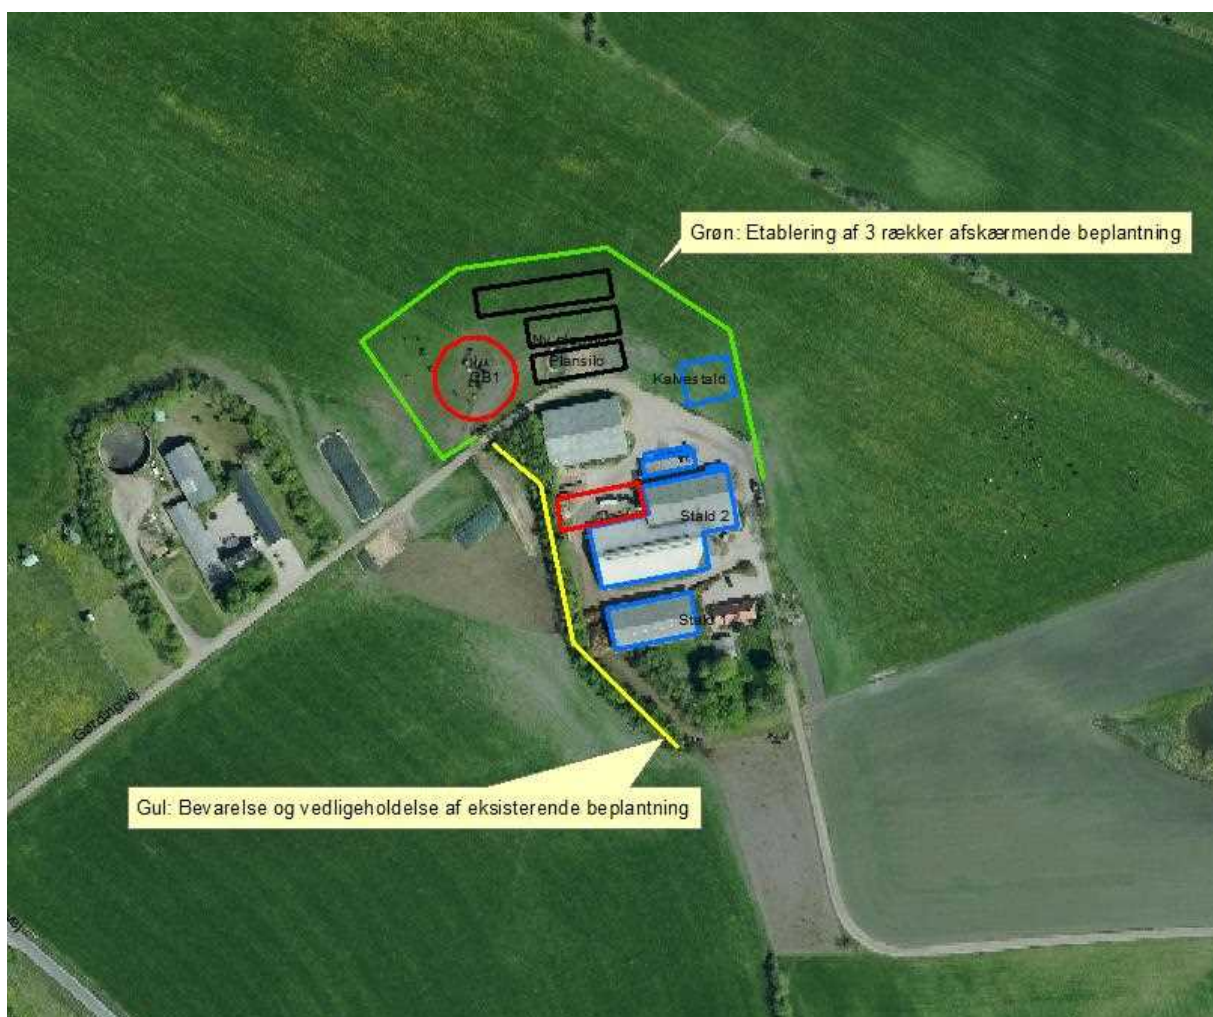 Grøn: Etablering af 3 rækker afskærmende beplantning
Plansilo
GB1
Kalvestald
Stald 2
Stald 1
Gul: Bevarelse og vedligeholdelse af eksisterende beplantning